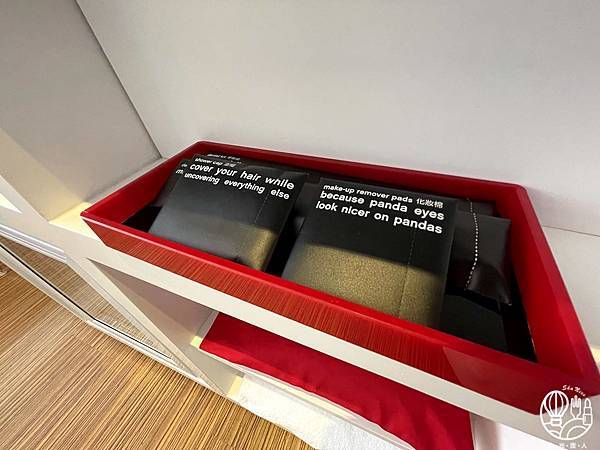 shower cap 浴帽
cover your hair while
uncovering everything else
make-up remover pads 化妝棉
because panda eyes
look nicer on pandas